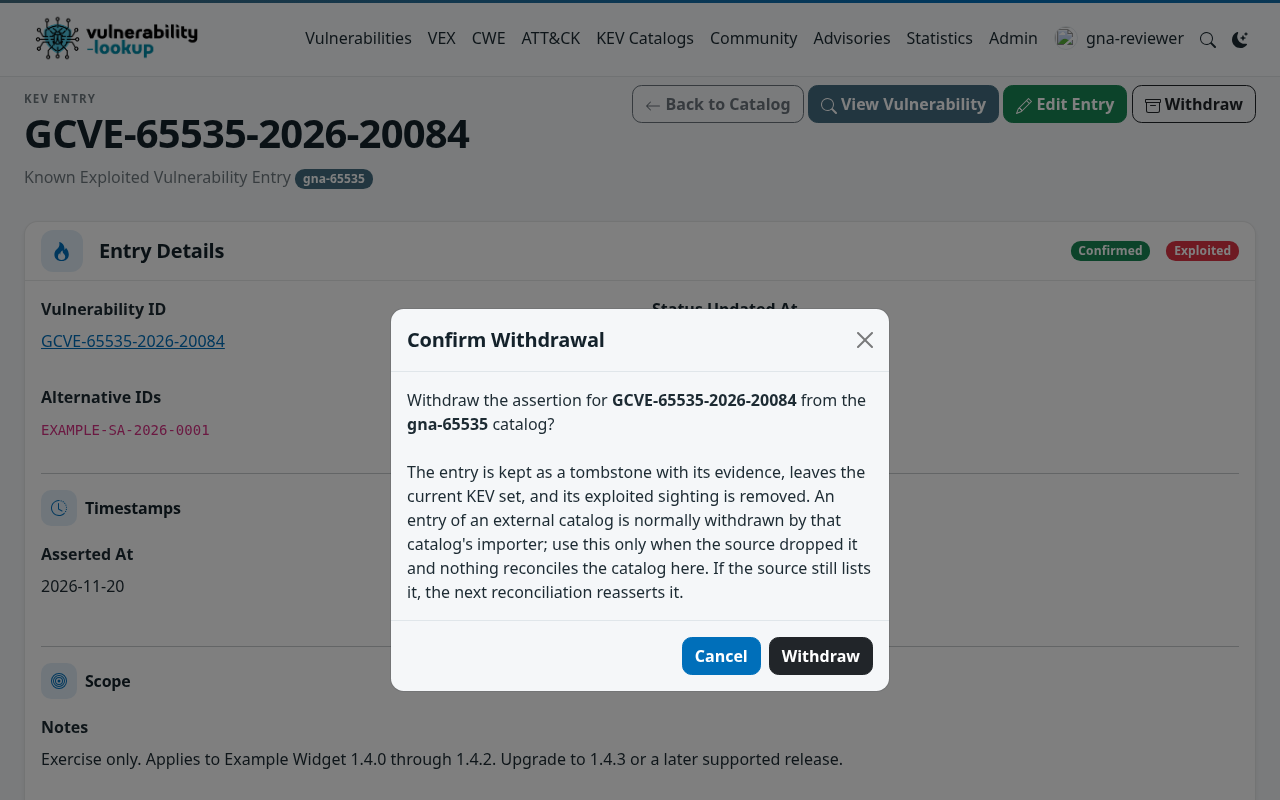 vulnerability
-lookup
Vulnerabilities VEX CWE ATT&CK KEV Catalogs Community Advisories Statistics Admin gna-reviewer
KEV ENTRY
Back to Catalog View Vulnerability Edit Entry Withdraw
GCVE-65535-2026-20084
Known Exploited Vulnerability Entry gna-65535
Entry Details Confirmed Exploited
Vulnerability ID Status Updated At
GCVE-65535-2026-20084
Alternative IDs
EXAMPLE-SA-2026-0001
Timestamps
Asserted At
2026-11-20
Scope
Notes
Exercise only. Applies to Example Widget 1.4.0 through 1.4.2. Upgrade to 1.4.3 or a later supported release.
Confirm Withdrawal
Withdraw the assertion for GCVE-65535-2026-20084 from the
gna-65535 catalog?
The entry is kept as a tombstone with its evidence, leaves the
current KEV set, and its exploited sighting is removed. An
entry of an external catalog is normally withdrawn by that
catalog's importer; use this only when the source dropped it
and nothing reconciles the catalog here. If the source still lists
it, the next reconciliation reasserts it.
Cancel Withdraw